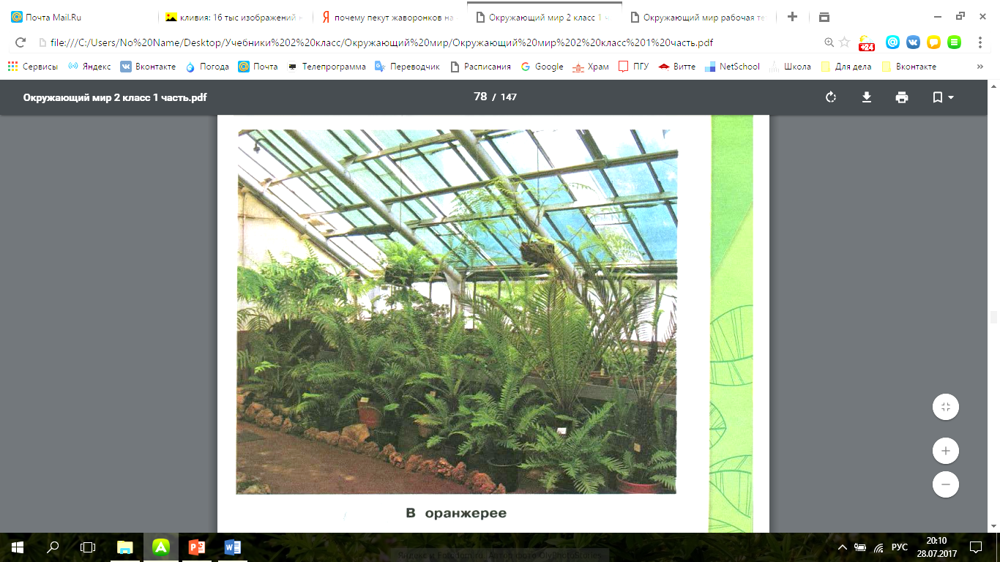 Почта Mail.Ru
кливия: 16 тыс изображений
почему пекут жаворонков на
Окружающий мир 2 класс 1 ч
Окружающий мир рабочая те
file:///C:/Users/No%20Name/Desktop/Учебники%202%20класс/Окружающий%20мир/Окружающий%20мир%202%20класс%201%20часть.pdf
+24
Сервисы Яндекс Вконтакте Погода Почта Телепрограмма Переводчик Расписания Google Храм ПГУ Витте NetSchool Школа Для дела Вконтакте
Окружающий мир 2 класс 1 часть.pdf
78 / 147
В оранжерее
РУС
20:10
28.07.2017